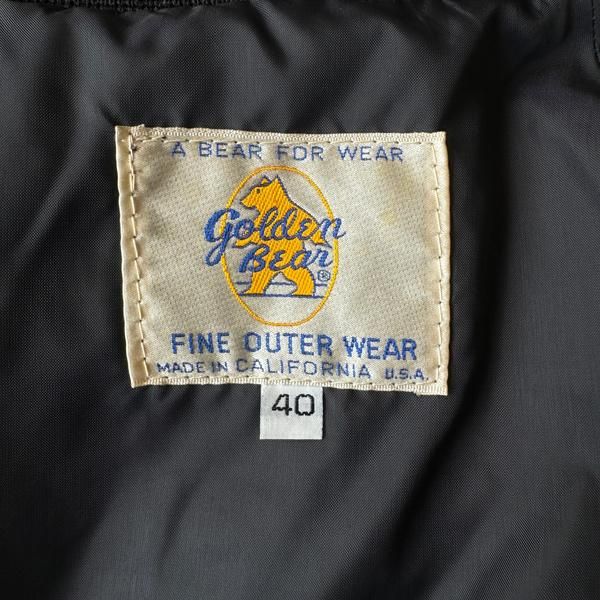 A BEAR FOR WEAR
Golden
Bear®
FINE OUTER WEAR
MADE IN CALIFORNIA U.S.A.
40